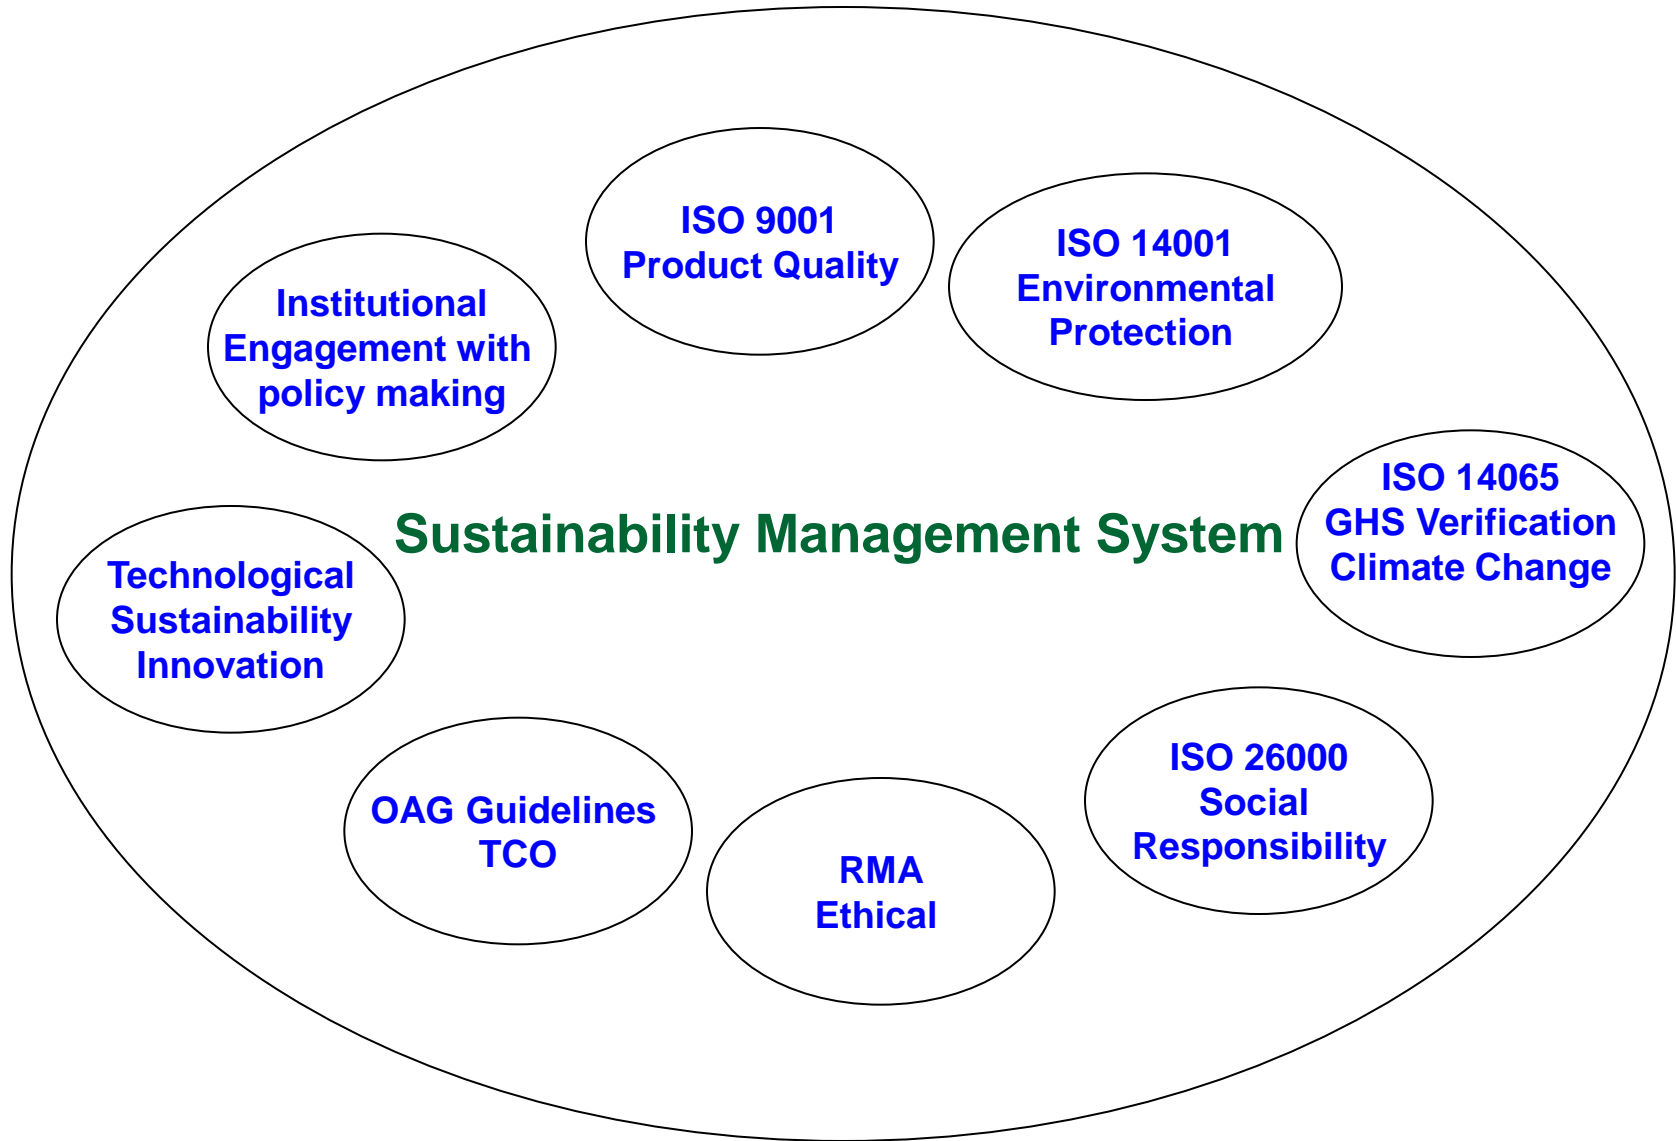 ISO 9001
Product Quality
ISO 14001
Environmental
Protection
Institutional
Engagement with
policy making
ISO 14065
GHS Verification
Climate Change
Sustainability Management System
Technological
Sustainability
Innovation
ISO 26000
Social
Responsibility
OAG Guidelines
TCO
RMA
Ethical